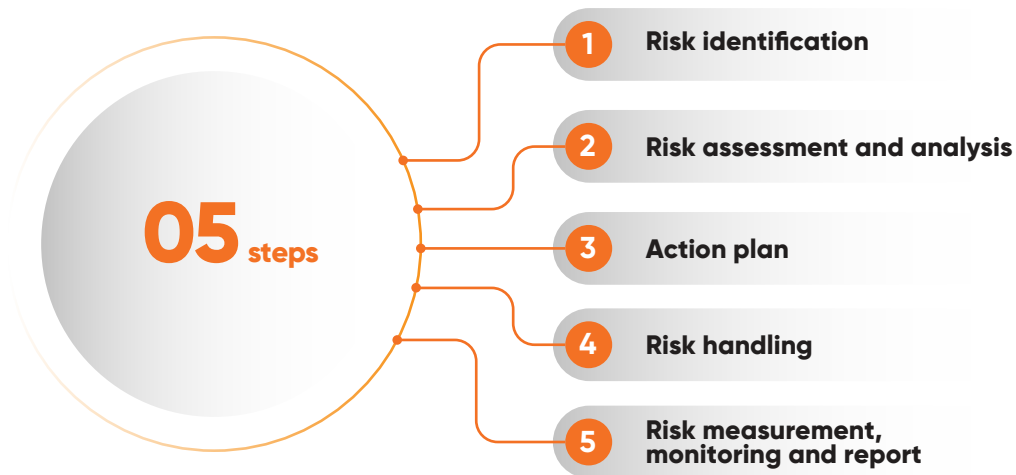 05 steps
1 Risk identification
2 Risk assessment and analysis
3 Action plan
4 Risk handling
5 Risk measurement,
monitoring and report